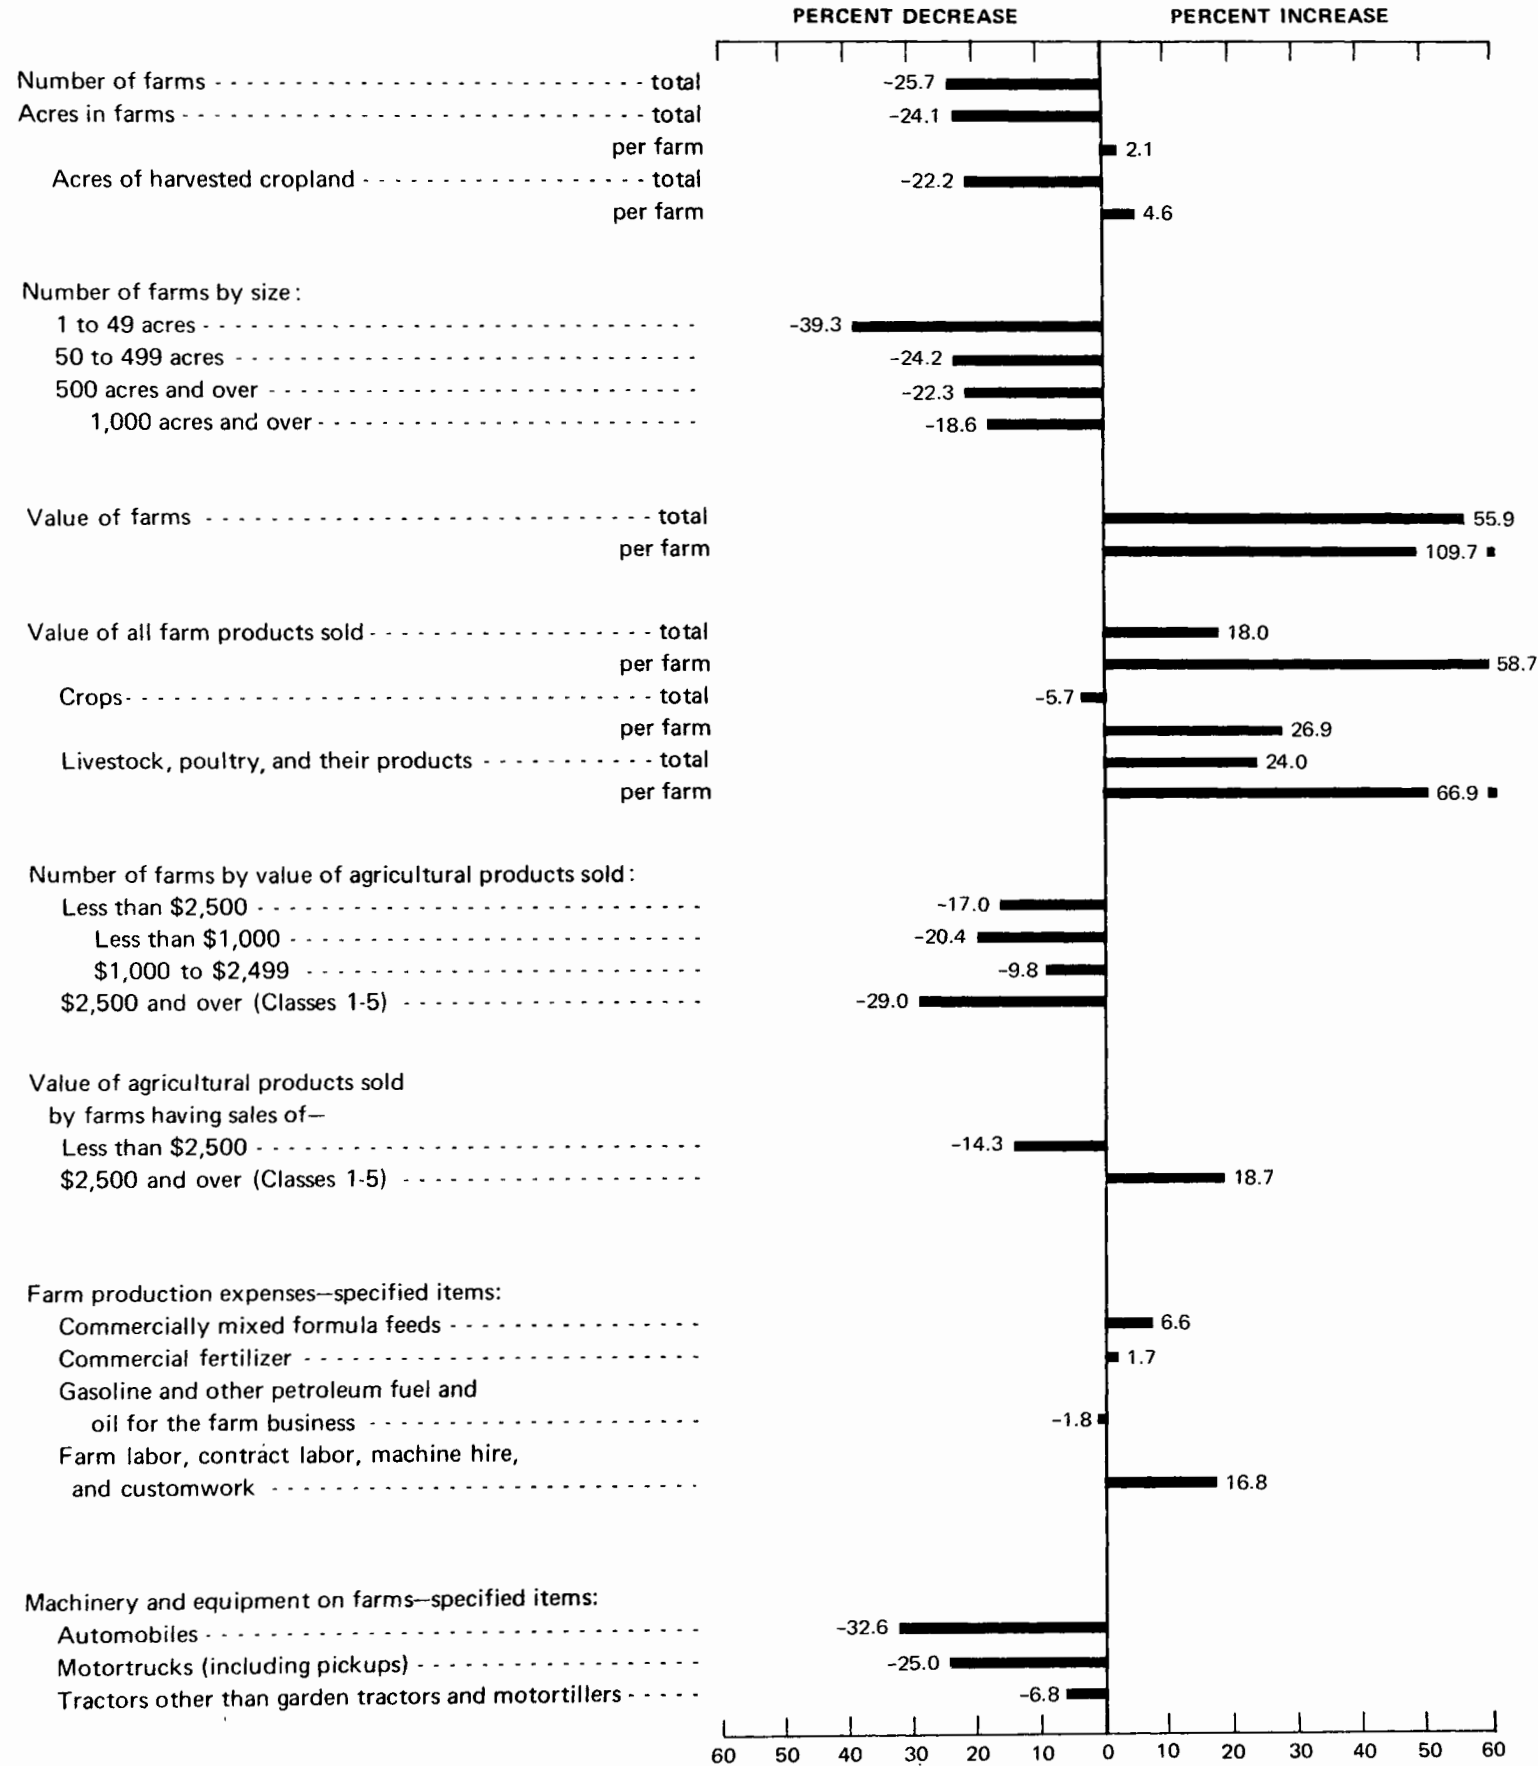 PERCENT DECREASE PERCENT INCREASE
Number of farms - - - - - - - - - - total -25.7
Acres in farms - - - - - - - - - - total -24.1
per farm 2.1
Acres of harvested cropland - - - - - - - - - - total -22.2
per farm 4.6
Number of farms by size:
1 to 49 acres - - - - - - - - - - -39.3
50 to 499 acres - - - - - - - - - - -24.2
500 acres and over - - - - - - - - - - -22.3
1,000 acres and over - - - - - - - - - - -18.6
Value of farms - - - - - - - - - - total 55.9
per farm 109.7
Value of all farm products sold - - - - - - - - - - total 18.0
per farm 58.7
Crops - - - - - - - - - - total -5.7
per farm 26.9
Livestock, poultry, and their products - - - - - - - - - - total 24.0
per farm 66.9
Number of farms by value of agricultural products sold:
Less than $2,500 - - - - - - - - - - -17.0
Less than $1,000 - - - - - - - - - - -20.4
$1,000 to $2,499 - - - - - - - - - - -9.8
$2,500 and over (Classes 1-5) - - - - - - - - - - -29.0
Value of agricultural products sold
by farms having sales of—
Less than $2,500 - - - - - - - - - - -14.3
$2,500 and over (Classes 1-5) - - - - - - - - - - 18.7
Farm production expenses—specified items:
Commercially mixed formula feeds - - - - - - - - - - 6.6
Commercial fertilizer - - - - - - - - - - 1.7
Gasoline and other petroleum fuel and
oil for the farm business - - - - - - - - - - -1.8
Farm labor, contract labor, machine hire,
and customwork - - - - - - - - - - 16.8
Machinery and equipment on farms—specified items:
Automobiles - - - - - - - - - - -32.6
Motortrucks (including pickups) - - - - - - - - - - -25.0
Tractors other than garden tractors and motortillers - - - - - -6.8
60 50 40 30 20 10 0 10 20 30 40 50 60